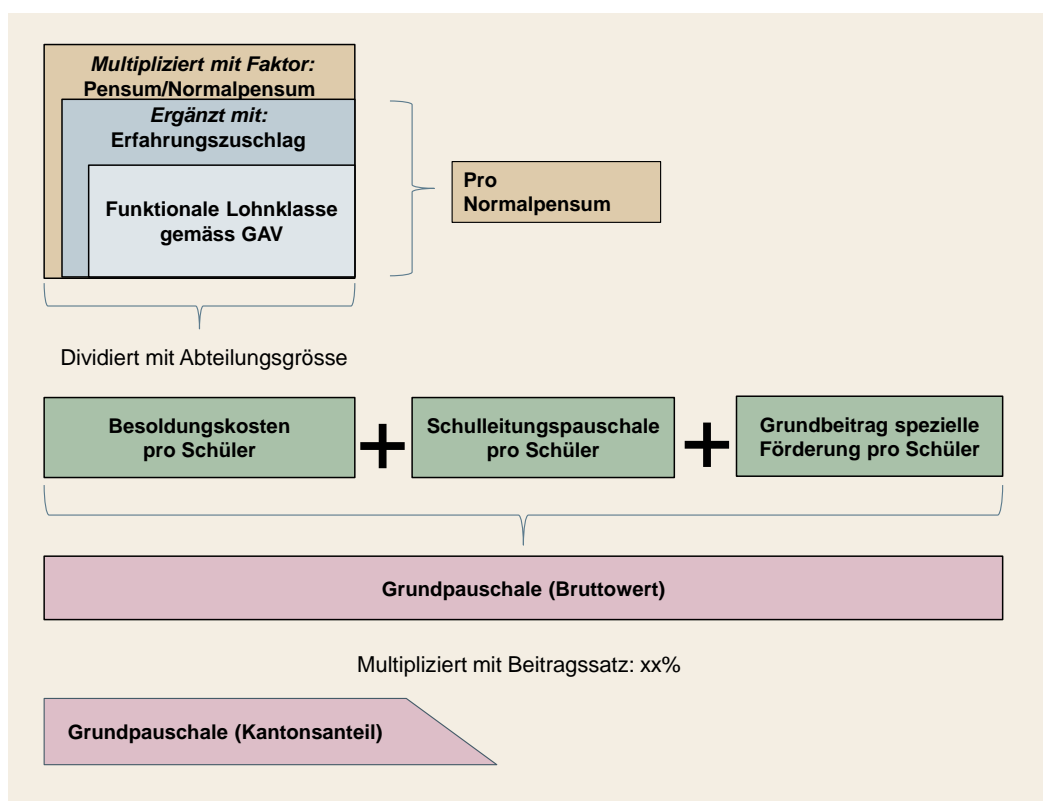 Multipliziert mit Faktor:
Pensum/Normalpensum
Ergänzt mit:
Erfahrungszuschlag
Funktionale Lohnklasse
gemäss GAV
Pro
Normalpensum
Dividiert mit Abteilungsgrösse
Besoldungskosten
pro Schüler
+
Schulleitungspauschale
pro Schüler
+
Grundbeitrag spezielle
Förderung pro Schüler
Grundpauschale (Bruttowert)
Multipliziert mit Beitragssatz: xx%
Grundpauschale (Kantonsanteil)